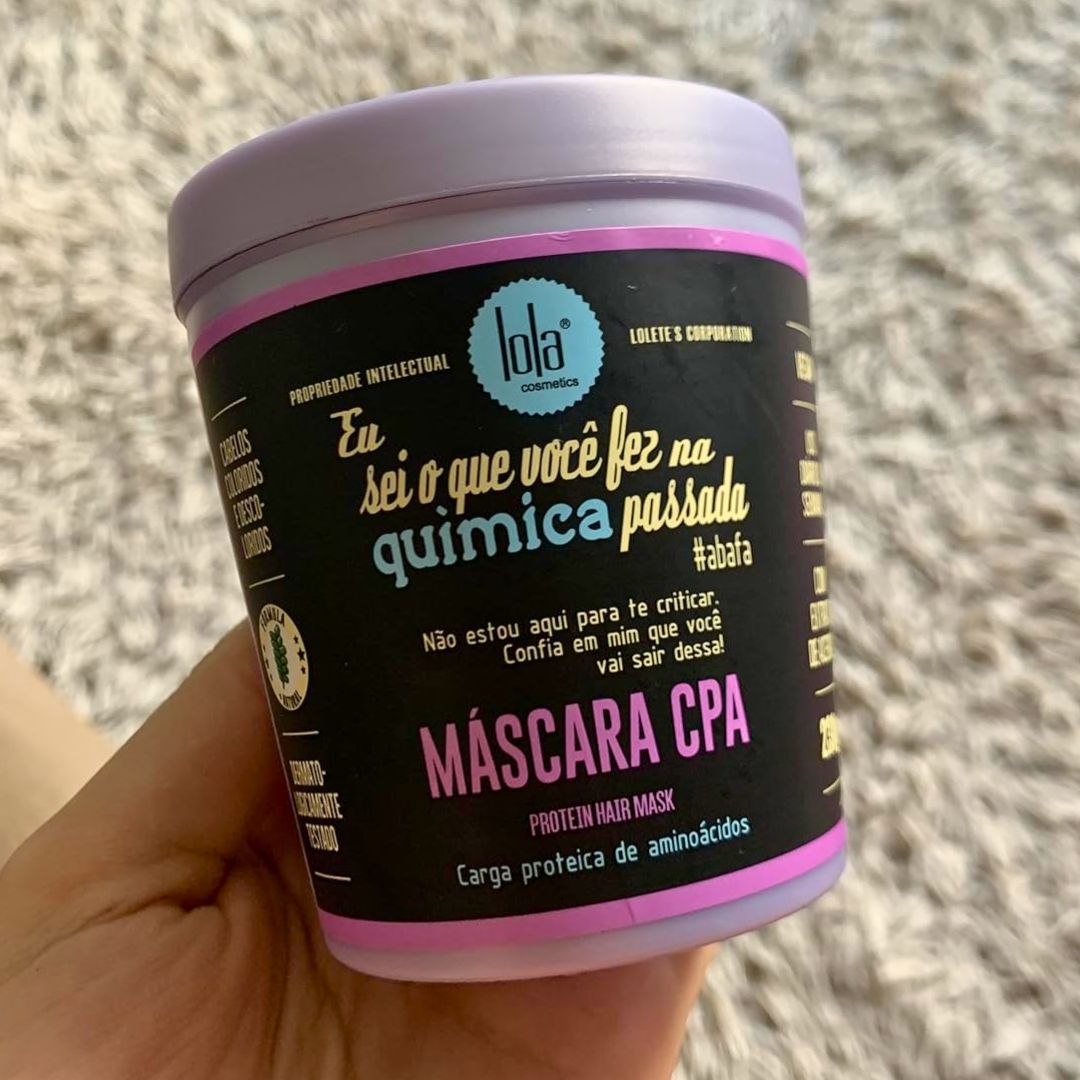 lola®
cosmetics
PROPRIEDADE INTELECTUAL
LOLETE'S CORPORATION
Eu
sei o que você fez na
química passada
#abafa
Não estou aqui para te criticar.
Confia em mim que você
vai sair dessa!
MÁSCARA CPA
PROTEIN HAIR MASK
Carga proteica de aminoácidos
CABELOS
COLORIDOS
E DESCO-
LORIDOS
FÓRMULA
NATURAL
DERMATO-
LOGICAMENTE
TESTADO